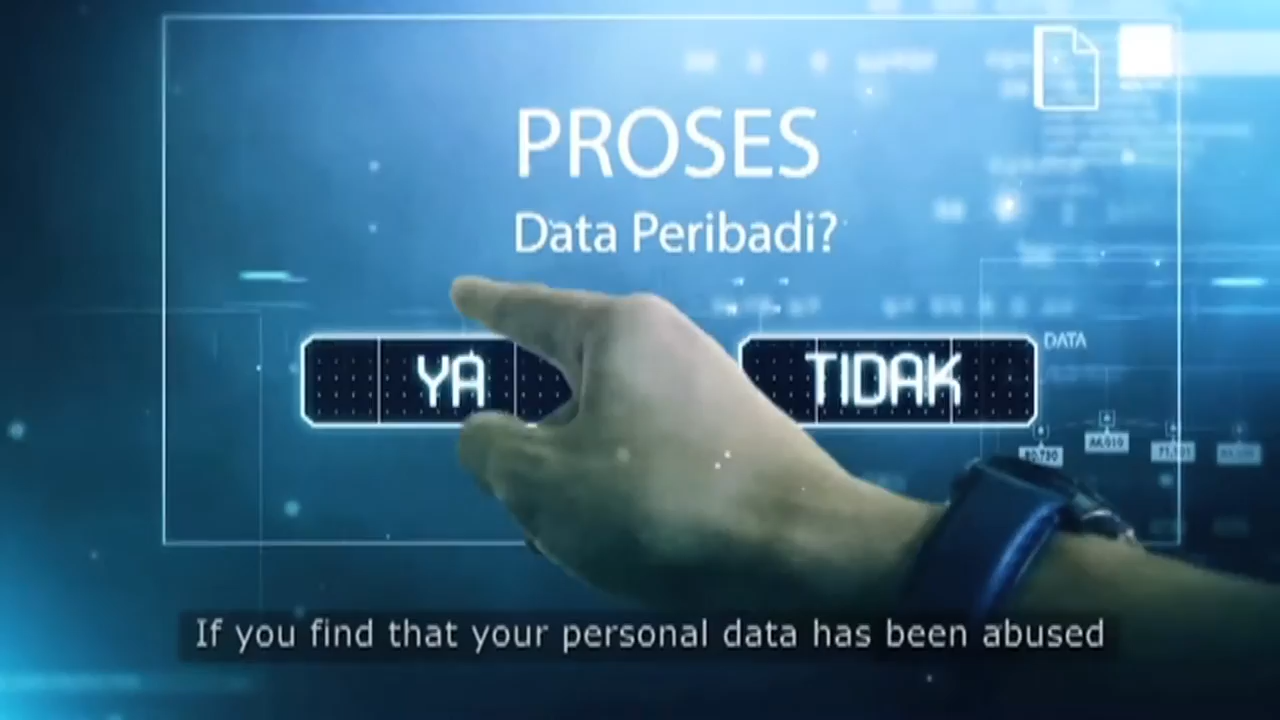 PROSES
Data Peribadi?
YA
TIDAK
DATA
If you find that your personal data has been abused